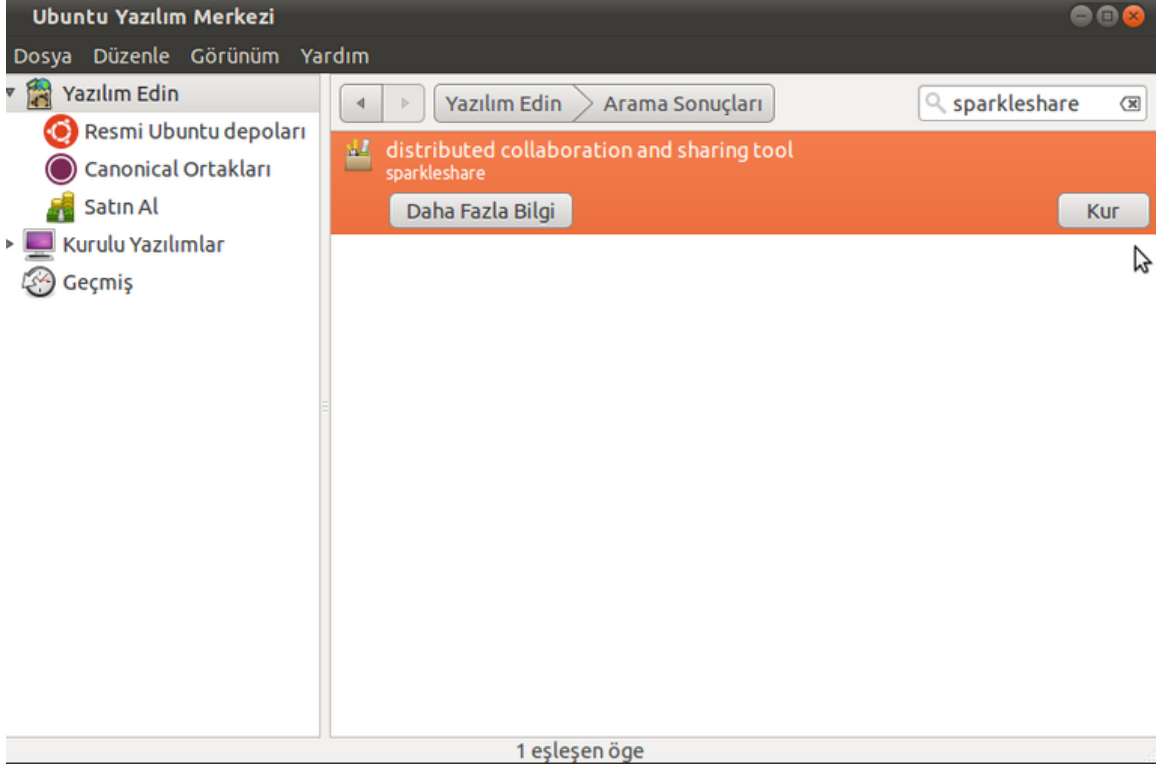 Ubuntu Yazılım Merkezi
Dosya Düzenle Görünüm Yardım
Yazılım Edin
Resmi Ubuntu depoları
Canonical Ortakları
Satın Al
Kurulu Yazılımlar
Geçmiş
Yazılım Edin Arama Sonuçları sparkleshare
distributed collaboration and sharing tool
sparkleshare
Daha Fazla Bilgi Kur
1 eşleşen öge